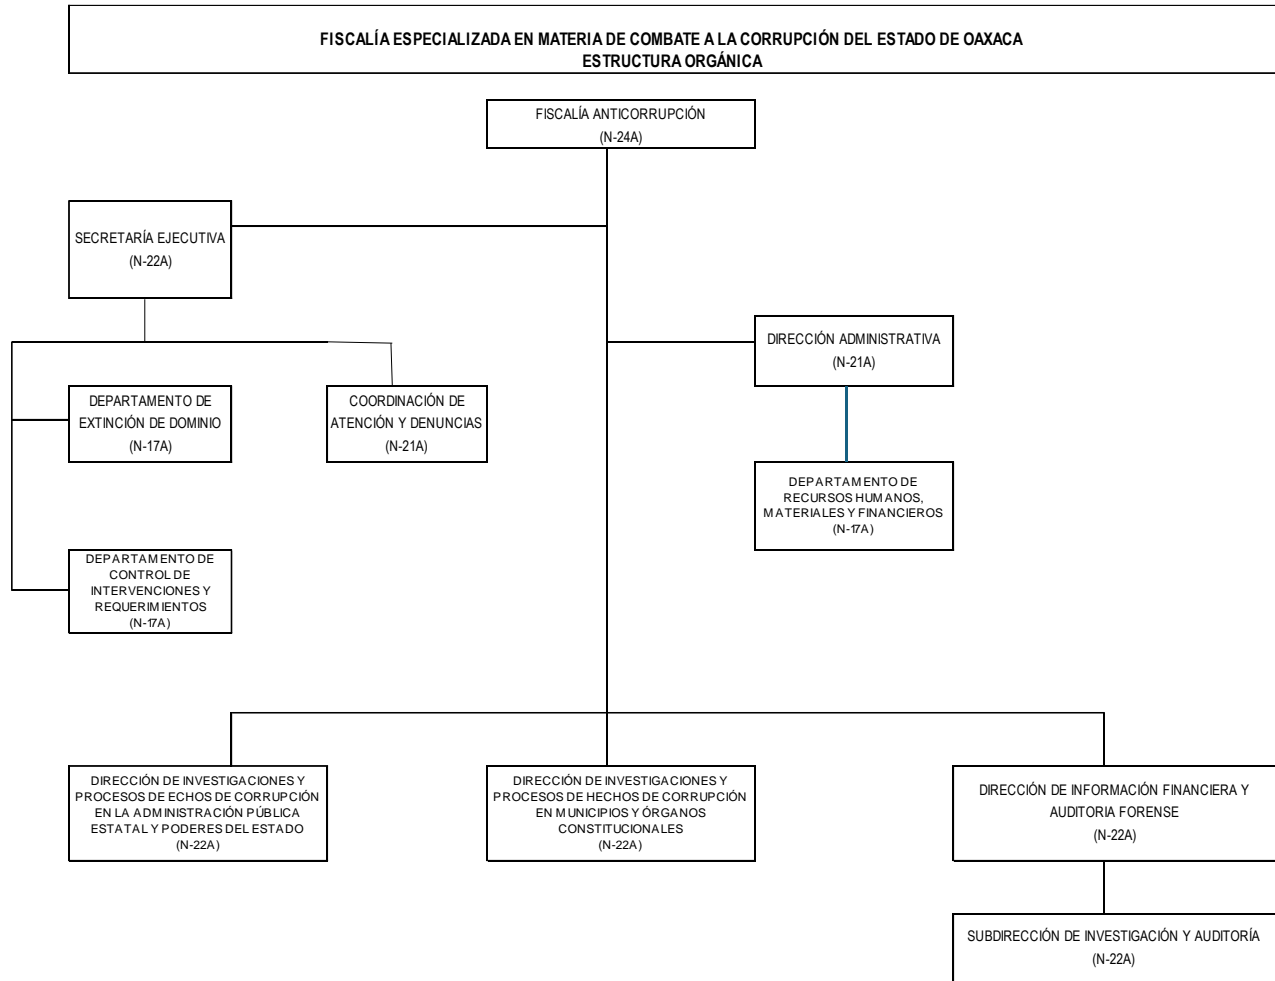 FISCALÍA ESPECIALIZADA EN MATERIA DE COMBATE A LA CORRUPCIÓN DEL ESTADO DE OAXACA
ESTRUCTURA ORGÁNICA
FISCALÍA ANTICORRUPCIÓN
(N-24A)
SECRETARÍA EJECUTIVA
(N-22A)
DIRECCIÓN ADMINISTRATIVA
(N-21A)
DEPARTAMENTO DE
EXTINCIÓN DE DOMINIO
(N-17A)
COORDINACIÓN DE
ATENCIÓN Y DENUNCIAS
(N-21A)
DEPARTAMENTO DE
RECURSOS HUMANOS,
MATERIALES Y FINANCIEROS
(N-17A)
DEPARTAMENTO DE
CONTROL DE
INTERVENCIONES Y
REQUERIMIENTOS
(N-17A)
DIRECCIÓN DE INVESTIGACIONES Y
PROCESOS DE ECHOS DE CORRUPCIÓN
EN LA ADMINISTRACIÓN PÚBLICA
ESTATAL Y PODERES DEL ESTADO
(N-22A)
DIRECCIÓN DE INVESTIGACIONES Y
PROCESOS DE HECHOS DE CORRUPCIÓN
EN MUNICIPIOS Y ÓRGANOS
CONSTITUCIONALES
(N-22A)
DIRECCIÓN DE INFORMACIÓN FINANCIERA Y
AUDITORIA FORENSE
(N-22A)
SUBDIRECCIÓN DE INVESTIGACIÓN Y AUDITORÍA
(N-22A)